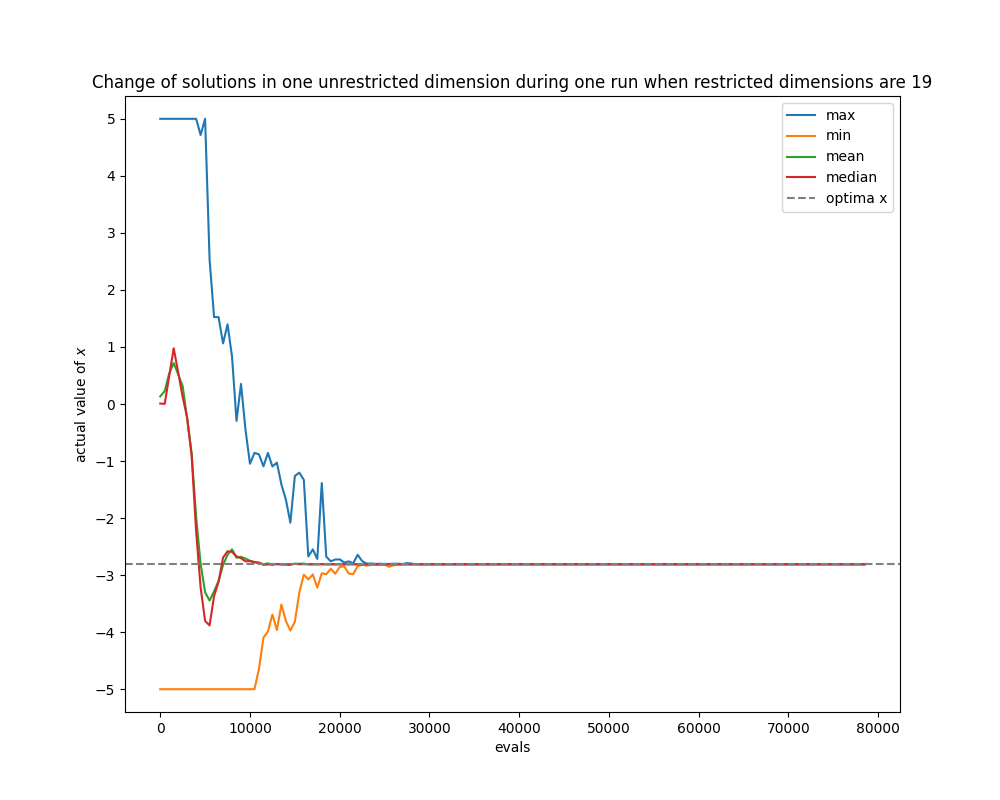 Change of solutions in one unrestricted dimension during one run when restricted dimensions are 19
max
min
mean
median
optima x
5
4
3
2
1
0
−1
−2
−3
−4
−5
actual value of x
0 10000 20000 30000 40000 50000 60000 70000 80000
evals